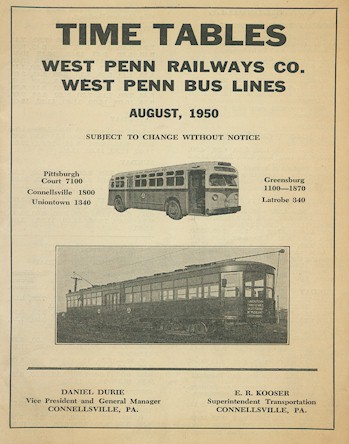 TIME TABLES
WEST PENN RAILWAYS CO.
WEST PENN BUS LINES
AUGUST, 1950
SUBJECT TO CHANGE WITHOUT NOTICE
Pittsburgh
Court 7100
Connellsville 1800
Uniontown 1340
Greensburg
1100—1870
Latrobe 340
DANIEL DURIE
Vice President and General Manager
CONNELLSVILLE, PA.
E. R. KOOSER
Superintendent Transportation
CONNELLSVILLE, PA.